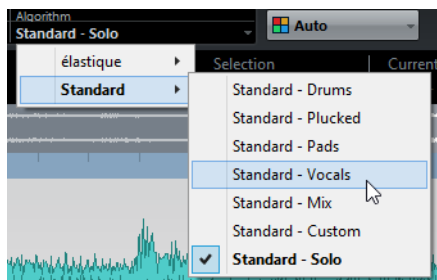 Algorithm
Standard - Solo
Auto
élastique
Selection
Current
Standard
Standard - Drums
Standard - Plucked
Standard - Pads
Standard - Vocals
Standard - Mix
Standard - Custom
Standard - Solo